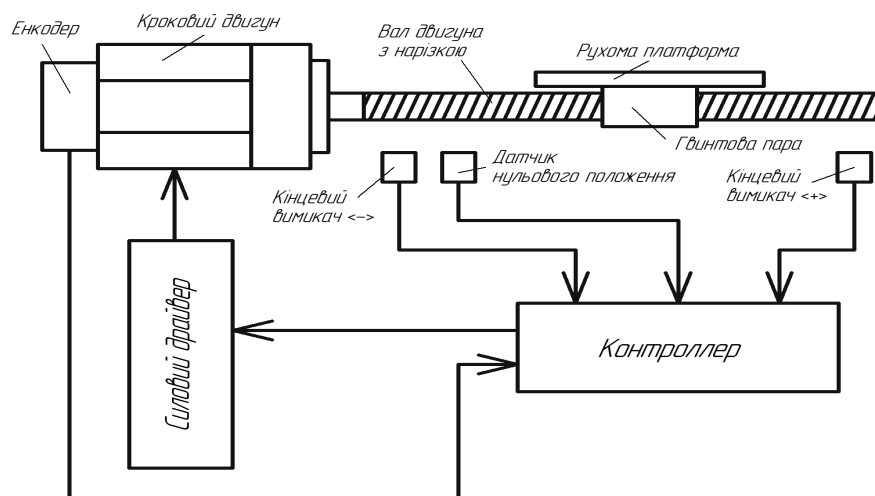 Енкодер
Кроковий двигун
Вал двигуна
з нарізкою
Рухома платформа
Гвинтова пара
Датчик
нульового положення
Кінцевий
вимикач <->
Кінцевий
вимикач <+>
Силовий драйвер
Контроллер